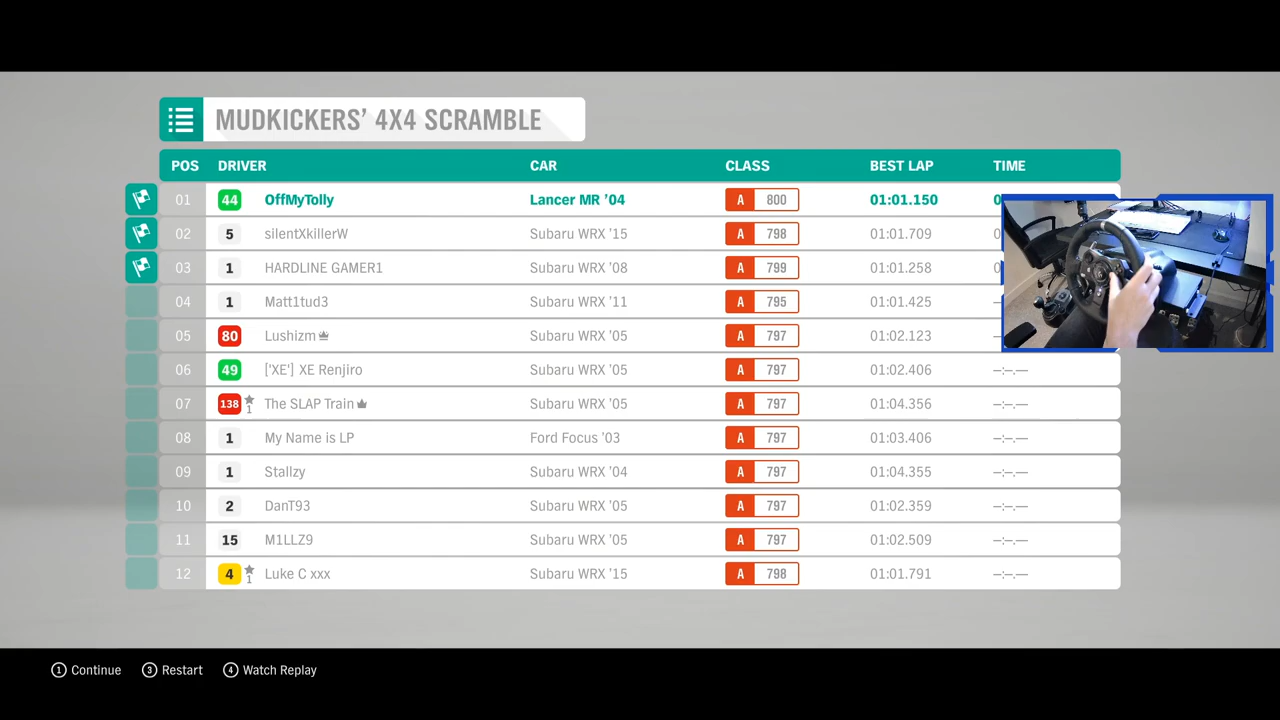 MUDKICKERS' 4X4 SCRAMBLE
POS DRIVER CAR CLASS BEST LAP TIME
01 44 OffMyTolly Lancer MR '04 A 800 01:01.150 0
02 5 silentXkillerW Subaru WRX '15 A 798 01:01.709
03 1 HARDLINE GAMER1 Subaru WRX '08 A 799 01:01.258 0
04 1 Matt1tud3 Subaru WRX '11 A 795 01:01.425
05 80 Lushizm Subaru WRX '05 A 797 01:02.123
06 49 ['XE'] XE Renjiro Subaru WRX '05 A 797 01:02.406 --:--.---
07 138 1 The SLAP Train Subaru WRX '05 A 797 01:04.356 --:--.---
08 1 My Name is LP Ford Focus '03 A 797 01:03.406 --:--.---
09 1 Stallzy Subaru WRX '04 A 797 01:04.355 --:--.---
10 2 DanT93 Subaru WRX '05 A 797 01:02.359 --:--.---
11 15 M1LLZ9 Subaru WRX '05 A 797 01:02.509 --:--.---
12 4 1 Luke C xxx Subaru WRX '15 A 798 01:01.791 --:--.---
1 Continue 3 Restart 4 Watch Replay